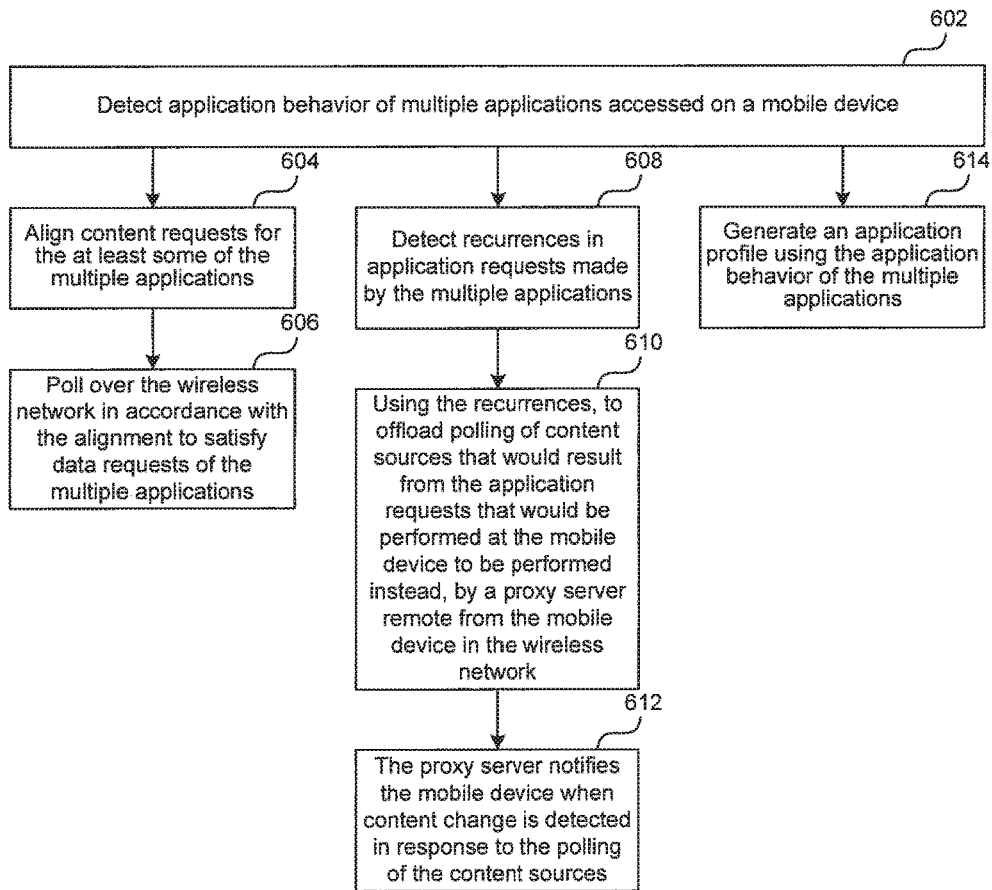 602
Detect application behavior of multiple applications accessed on a mobile device
604
Align content requests for
the at least some of the
multiple applications
606
Poll over the wireless
network in accordance with
the alignment to satisfy
data requests of the
multiple applications
608
Detect recurrences in
application requests made
by the multiple applications
610
Using the recurrences, to
offload polling of content
sources that would result
from the application
requests that would be
performed at the mobile
device to be performed
instead, by a proxy server
remote from the mobile
device in the wireless
network
612
The proxy server notifies
the mobile device when
content change is detected
in response to the polling
of the content sources
614
Generate an application
profile using the application
behavior of the multiple
applications